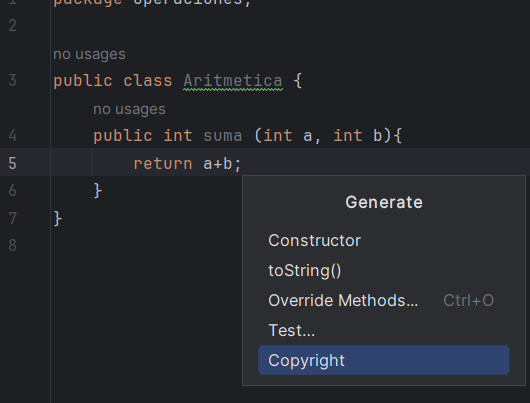 1 package operaciones;
2
no usages
3 public class Aritmetica {
no usages
4 public int suma (int a, int b){
5 return a+b;
6 }
7 }
8
Generate
Constructor
toString()
Override Methods... Ctrl+O
Test...
Copyright